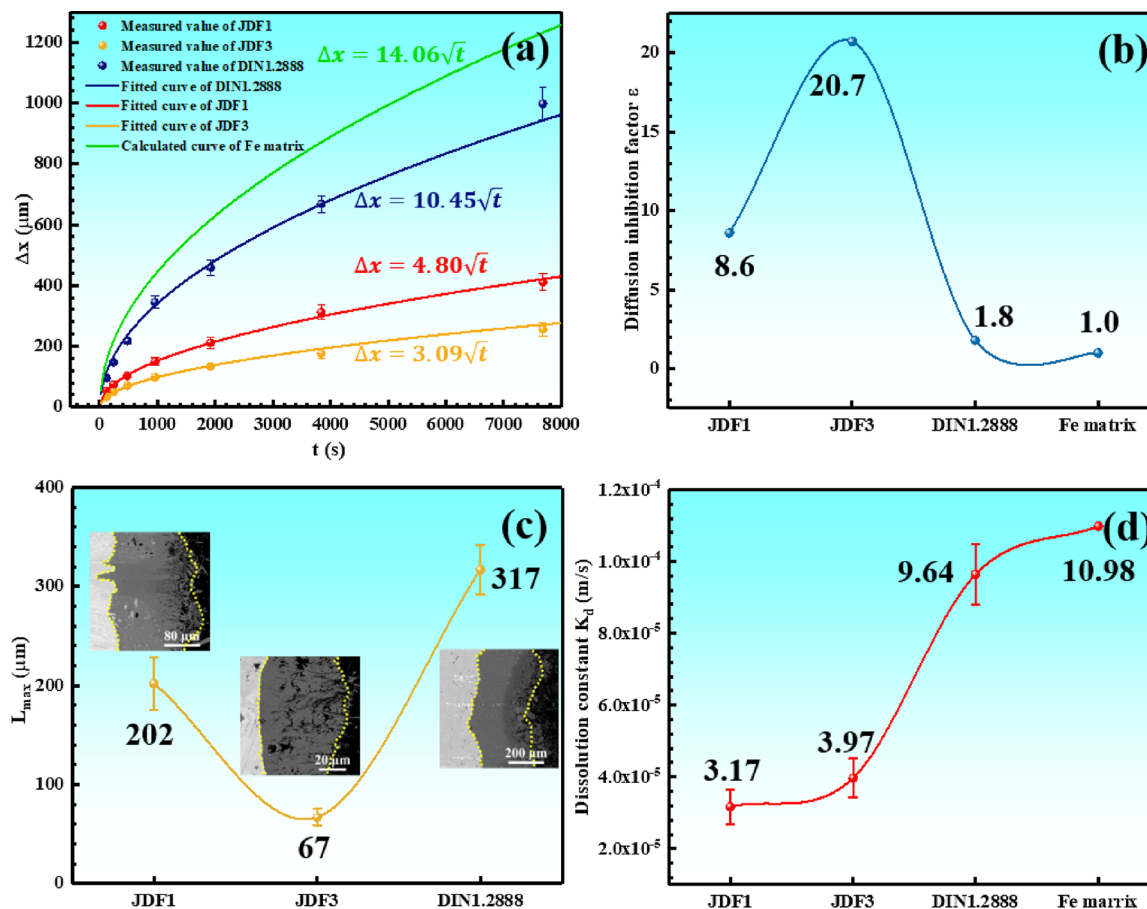 Measured value of JDF1
Measured value of JDF3
Measured value of DIN1.2888
Fitted curve of DIN1.2888
Fitted curve of JDF1
Fitted curve of JDF3
Calculated curve of Fe matrix
(a)
Δx = 14.06√t
Δx = 10.45√t
Δx = 4.80√t
Δx = 3.09√t
1200
1000
800
600
400
200
0
Δx (μm)
0 1000 2000 3000 4000 5000 6000 7000 8000
t (s)
(b)
20
15
10
5
0
Diffusion inhibition factor ε
8.6
20.7
1.8
1.0
JDF1 JDF3 DIN1.2888 Fe matrix
(c)
400
300
200
100
0
Lmax (μm)
80 μm
20 μm
200 μm
202
67
317
JDF1 JDF3 DIN1.2888
(d)
1.2x10⁻⁴
1.0x10⁻⁴
8.0x10⁻⁵
6.0x10⁻⁵
4.0x10⁻⁵
2.0x10⁻⁵
Dissolution constant Kd (m/s)
3.17
3.97
9.64
10.98
JDF1 JDF3 DIN1.2888 Fe marrix